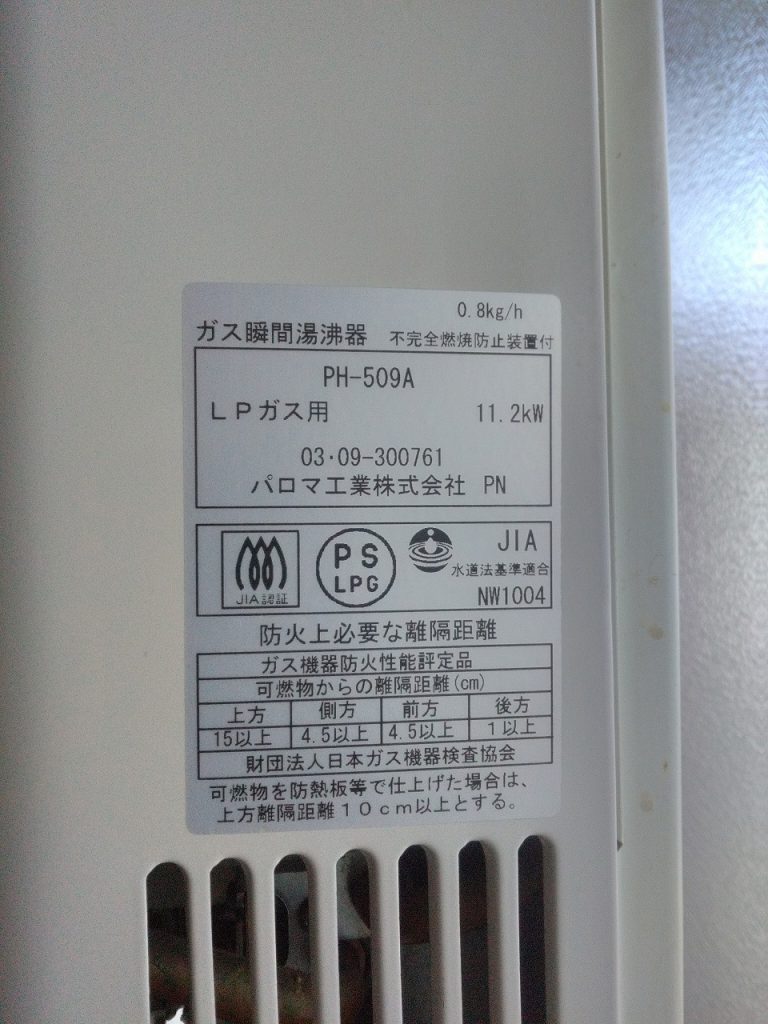 0.8kg/h
ガス瞬間湯沸器 不完全燃焼防止装置付
PH-509A
LPガス用 11.2kW
03・09-300761
パロマ工業株式会社 PN
JIA認証
PS
LPG
JIA
水道法基準適合
NW1004
防火上必要な離隔距離
ガス機器防火性能評定品
可燃物からの離隔距離(cm)
上方 側方 前方 後方
15以上 4.5以上 4.5以上 1以上
財団法人日本ガス機器検査協会
可燃物を防熱板等で仕上げた場合は、
上方離隔距離10cm以上とする。